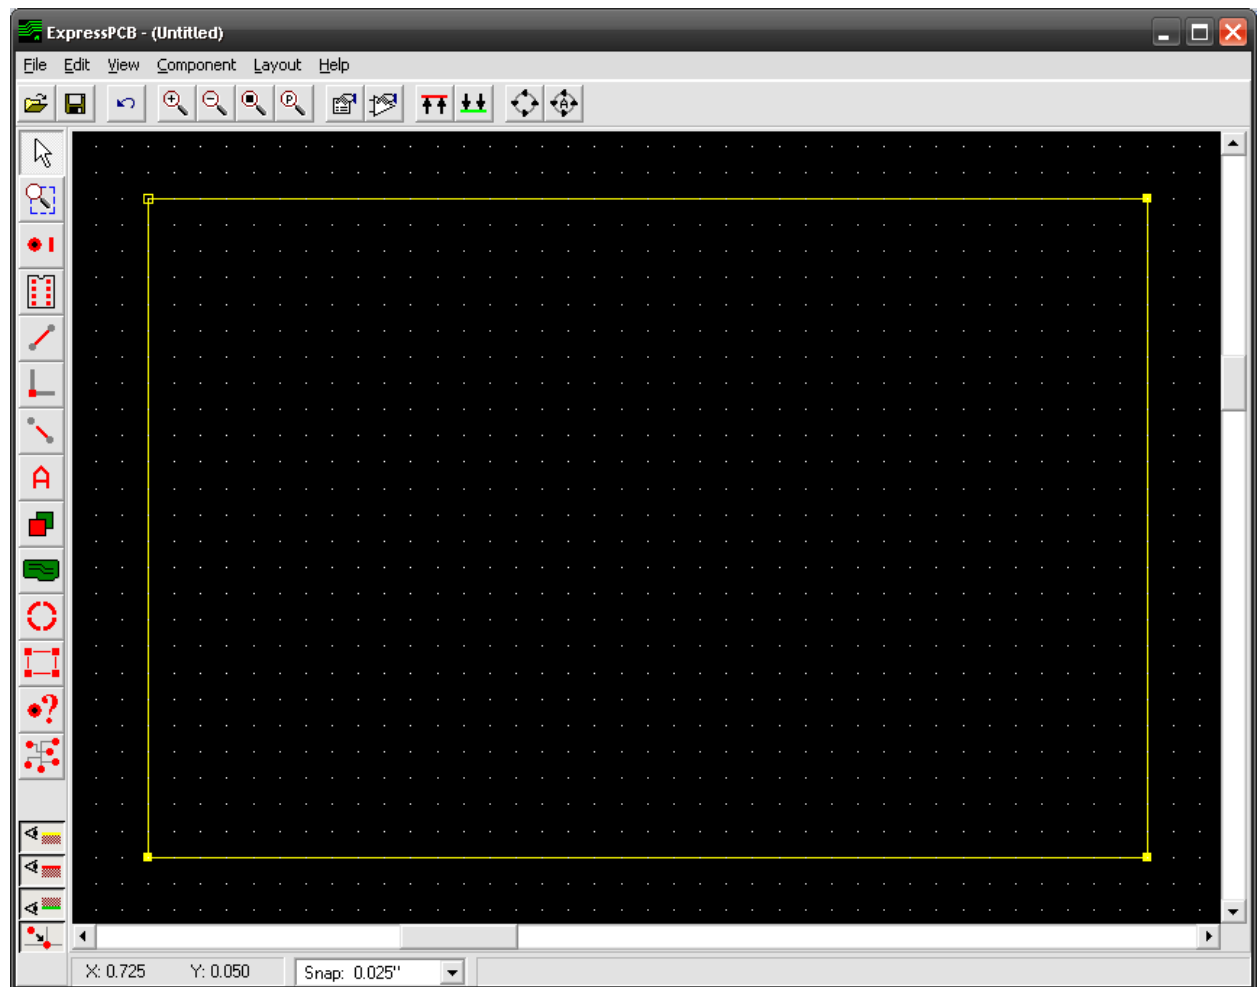 ExpressPCB - (Untitled)
File Edit View Component Layout Help
X: 0.725 Y: 0.050 Snap: 0.025"